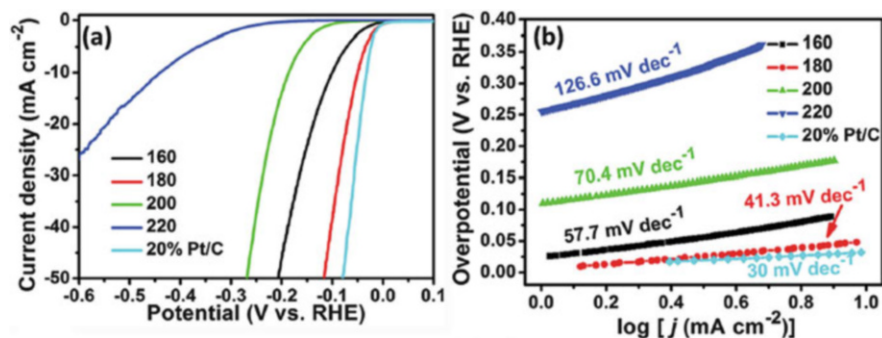 (a)
Current density (mA cm⁻²)
0
-10
-20
-30
-40
-50
160
180
200
220
20% Pt/C
-0.6 -0.5 -0.4 -0.3 -0.2 -0.1 0.0 0.1
Potential (V vs. RHE)
(b)
Overpotential (V vs. RHE)
0.40
0.35
0.30
0.25
0.20
0.15
0.10
0.05
0.00
160
180
200
220
20% Pt/C
126.6 mV dec⁻¹
70.4 mV dec⁻¹
41.3 mV dec⁻¹
57.7 mV dec⁻¹
30 mV dec⁻¹
0.0 0.2 0.4 0.6 0.8 1.0
log [ j (mA cm⁻²)]